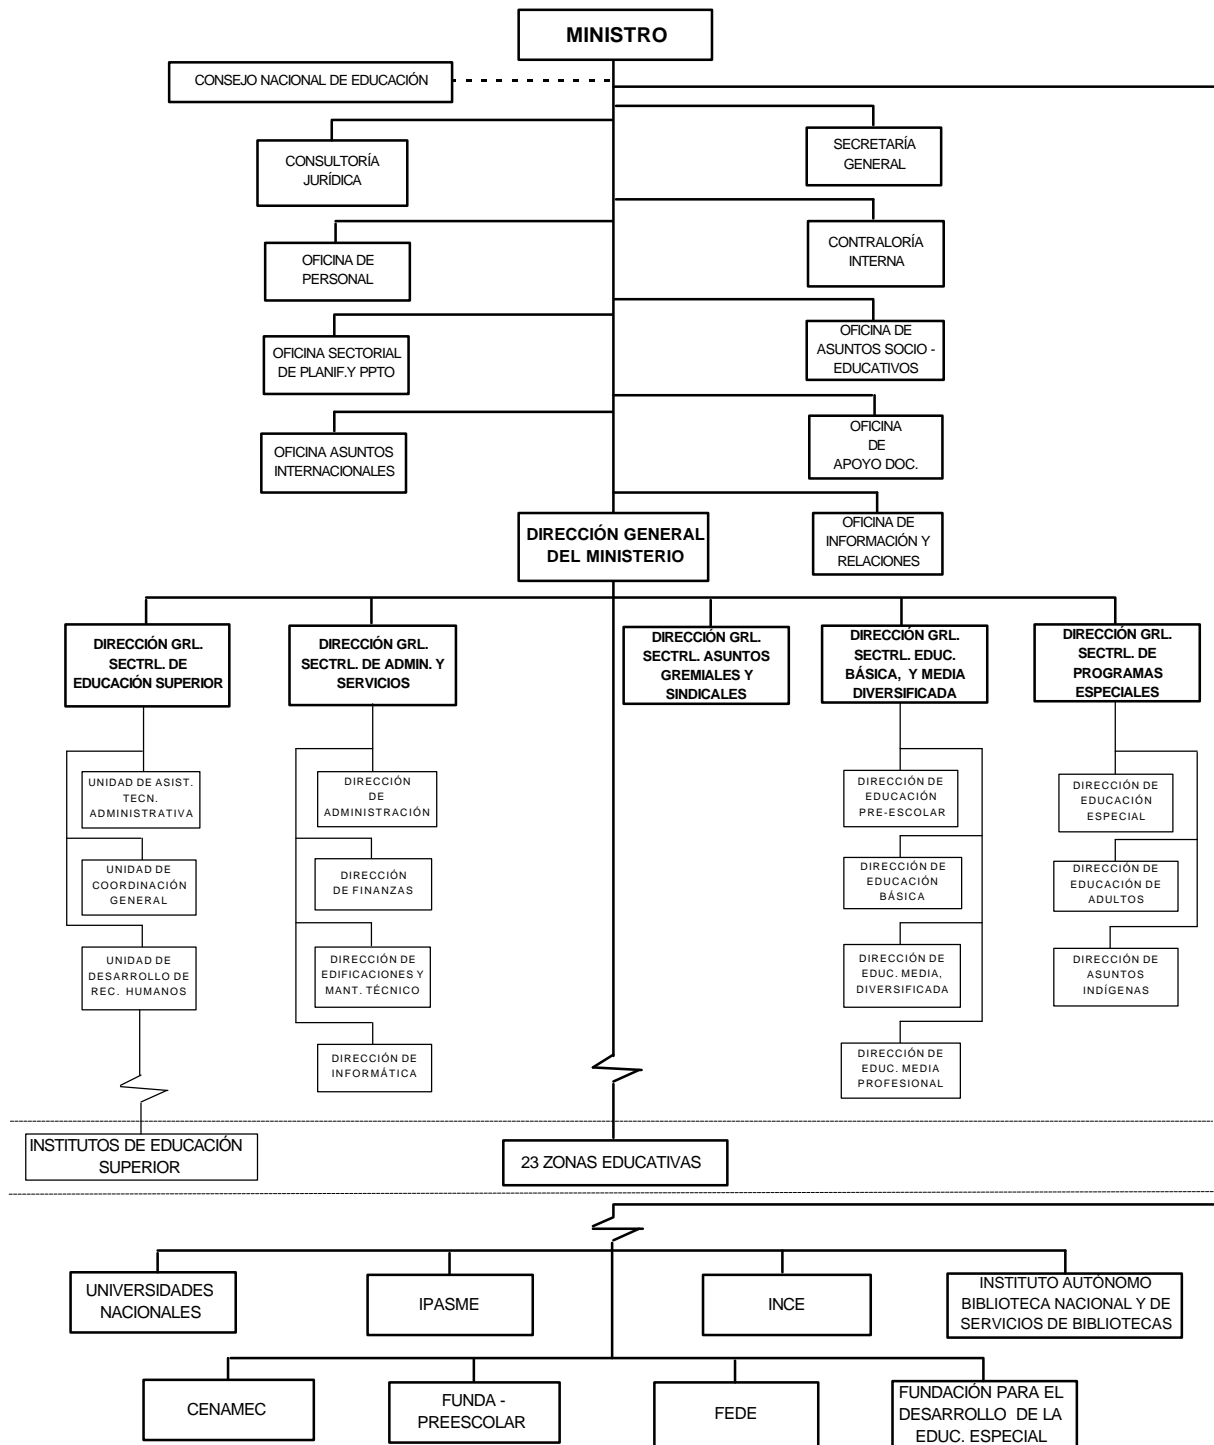 MINISTRO
CONSEJO NACIONAL DE EDUCACIÓN
CONSULTORÍA
JURÍDICA
SECRETARÍA
GENERAL
OFICINA DE
PERSONAL
CONTRALORÍA
INTERNA
OFICINA SECTORIAL
DE PLANIF.Y PPTO
OFICINA DE
ASUNTOS SOCIO -
EDUCATIVOS
OFICINA ASUNTOS
INTERNACIONALES
OFICINA
DE
APOYO DOC.
DIRECCIÓN GENERAL
DEL MINISTERIO
OFICINA DE
INFORMACIÓN Y
RELACIONES
DIRECCIÓN GRL.
SECTRL. DE
EDUCACIÓN SUPERIOR
DIRECCIÓN GRL.
SECTRL. DE ADMIN. Y
SERVICIOS
DIRECCIÓN GRL.
SECTRL. ASUNTOS
GREMIALES Y
SINDICALES
DIRECCIÓN GRL.
SECTRL. EDUC.
BÁSICA, Y MEDIA
DIVERSIFICADA
DIRECCIÓN GRL.
SECTRL. DE
PROGRAMAS
ESPECIALES
UNIDAD DE ASIST.
TECN.
ADMINISTRATIVA
DIRECCIÓN
DE
ADMINISTRACIÓN
DIRECCIÓN DE
EDUCACIÓN
PRE-ESCOLAR
DIRECCIÓN DE
EDUCACIÓN
ESPECIAL
UNIDAD DE
COORDINACIÓN
GENERAL
DIRECCIÓN
DE FINANZAS
DIRECCIÓN DE
EDUCACIÓN
BÁSICA
DIRECCIÓN DE
EDUCACIÓN DE
ADULTOS
UNIDAD DE
DESARROLLO DE
REC. HUMANOS
DIRECCIÓN DE
EDIFICACIONES Y
MANT. TÉCNICO
DIRECCIÓN DE
EDUC. MEDIA,
DIVERSIFICADA
DIRECCIÓN DE
ASUNTOS
INDÍGENAS
DIRECCIÓN DE
INFORMÁTICA
DIRECCIÓN DE
EDUC. MEDIA
PROFESIONAL
INSTITUTOS DE EDUCACIÓN
SUPERIOR
23 ZONAS EDUCATIVAS
UNIVERSIDADES
NACIONALES
IPASME
INCE
INSTITUTO AUTÓNOMO
BIBLIOTECA NACIONAL Y DE
SERVICIOS DE BIBLIOTECAS
CENAMEC
FUNDA -
PREESCOLAR
FEDE
FUNDACIÓN PARA EL
DESARROLLO DE LA
EDUC. ESPECIAL